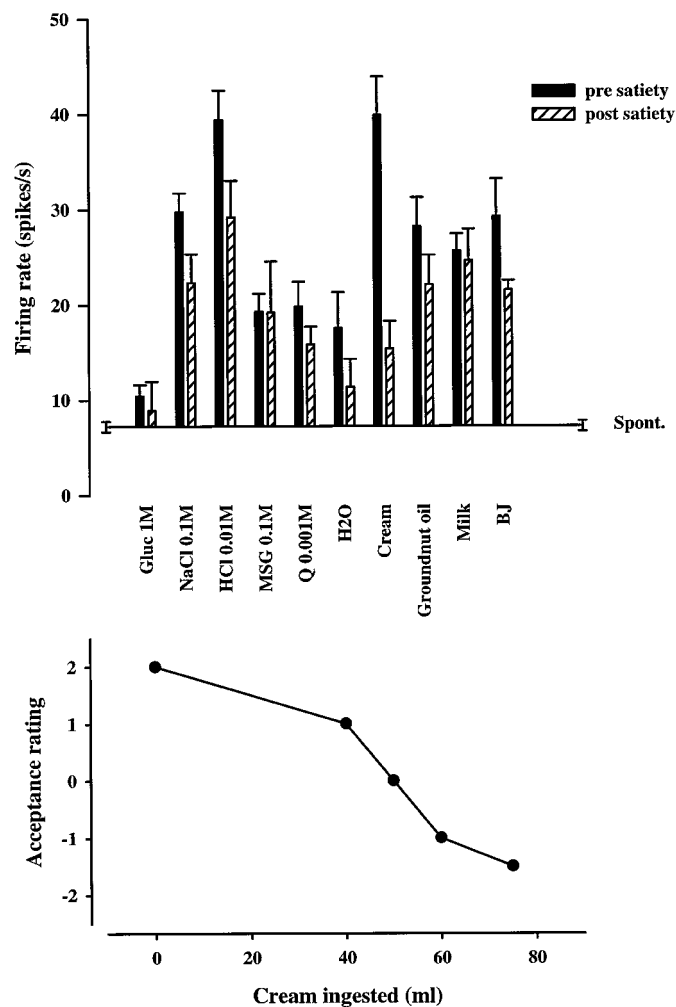 50
40
30
20
10
0
Firing rate (spikes/s)
pre satiety
post satiety
Spont.
Gluc 1M
NaCl 0.1M
HCl 0.01M
MSG 0.1M
Q 0.001M
H2O
Cream
Groundnut oil
Milk
BJ
2
1
0
-1
-2
Acceptance rating
0
20
40
60
80
Cream ingested (ml)